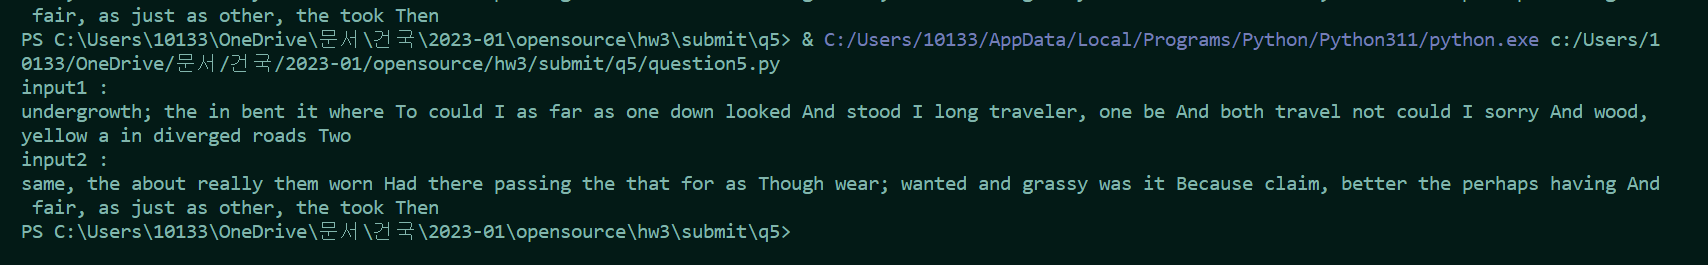 fair, as just as other, the took Then
PS C:\Users\10133\OneDrive\문서\건국\2023-01\opensource\hw3\submit\q5> & C:/Users/10133/AppData/Local/Programs/Python/Python311/python.exe c:/Users/1
0133/OneDrive/문서/건국/2023-01/opensource/hw3/submit/q5/question5.py
input1 :
undergrowth; the in bent it where To could I as far as one down looked And stood I long traveler, one be And both travel not could I sorry And wood,
yellow a in diverged roads Two
input2 :
same, the about really them worn Had there passing the that for as Though wear; wanted and grassy was it Because claim, better the perhaps having And
fair, as just as other, the took Then
PS C:\Users\10133\OneDrive\문서\건국\2023-01\opensource\hw3\submit\q5>